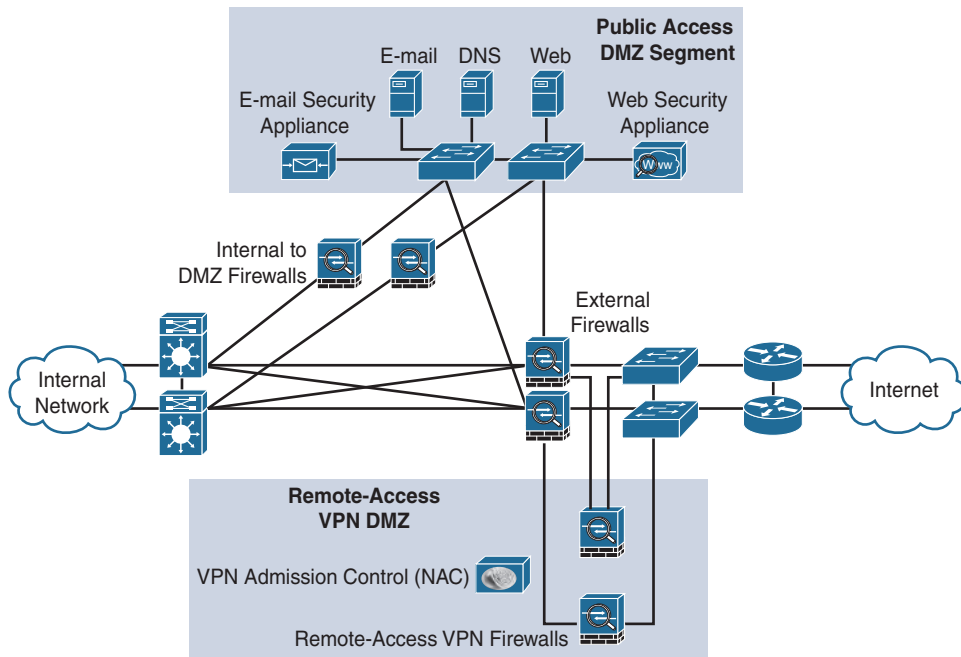 Public Access
DMZ Segment
E-mail
DNS
Web
E-mail Security
Appliance
Web Security
Appliance
W
WW
Internal to
DMZ Firewalls
External
Firewalls
Internal
Network
Internet
Remote-Access
VPN DMZ
VPN Admission Control (NAC)
Remote-Access VPN Firewalls